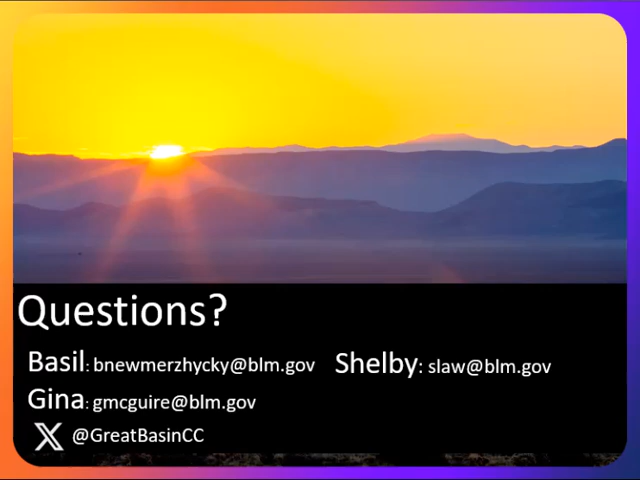 Questions?
Basil: bnewmerzhycky@blm.gov Shelby: slaw@blm.gov
Gina: gmcguire@blm.gov
@GreatBasinCC